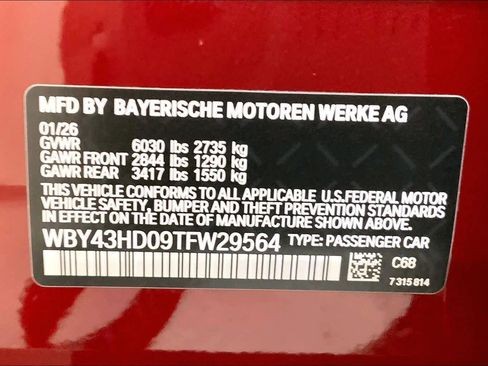 MFD BY BAYERISCHE MOTOREN WERKE AG
01/26
GVWR 6030 lbs 2735 kg
GAWR FRONT 2844 lbs 1290 kg
GAWR REAR 3417 lbs 1550 kg
THIS VEHICLE CONFORMS TO ALL APPLICABLE U.S.FEDERAL MOTOR
VEHICLE SAFETY, BUMPER AND THEFT PREVENTION STANDARDS
IN EFFECT ON THE DATE OF MANUFACTURE SHOWN ABOVE.
WBY43HD09TFW29564 TYPE: PASSENGER CAR
C68
7 315 814